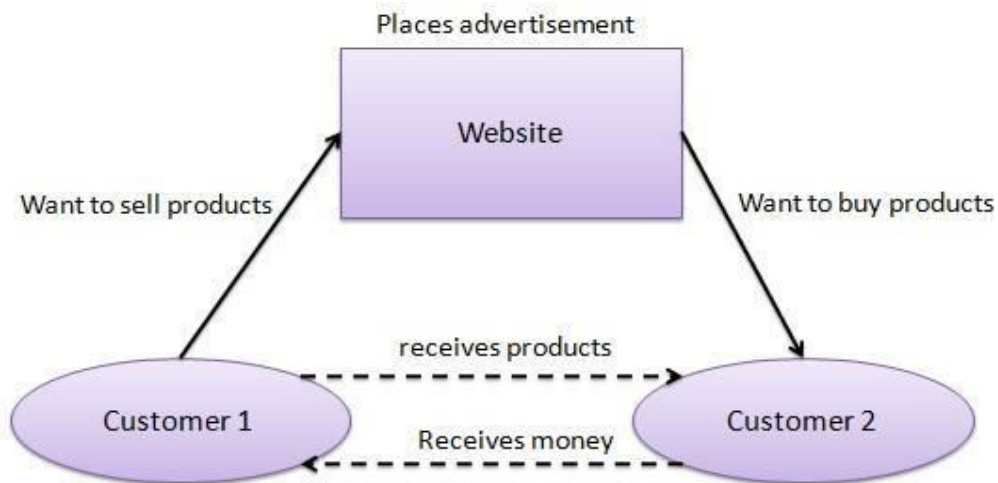 Places advertisement
Website
Want to sell products
Want to buy products
receives products
Customer 1
Customer 2
Receives money